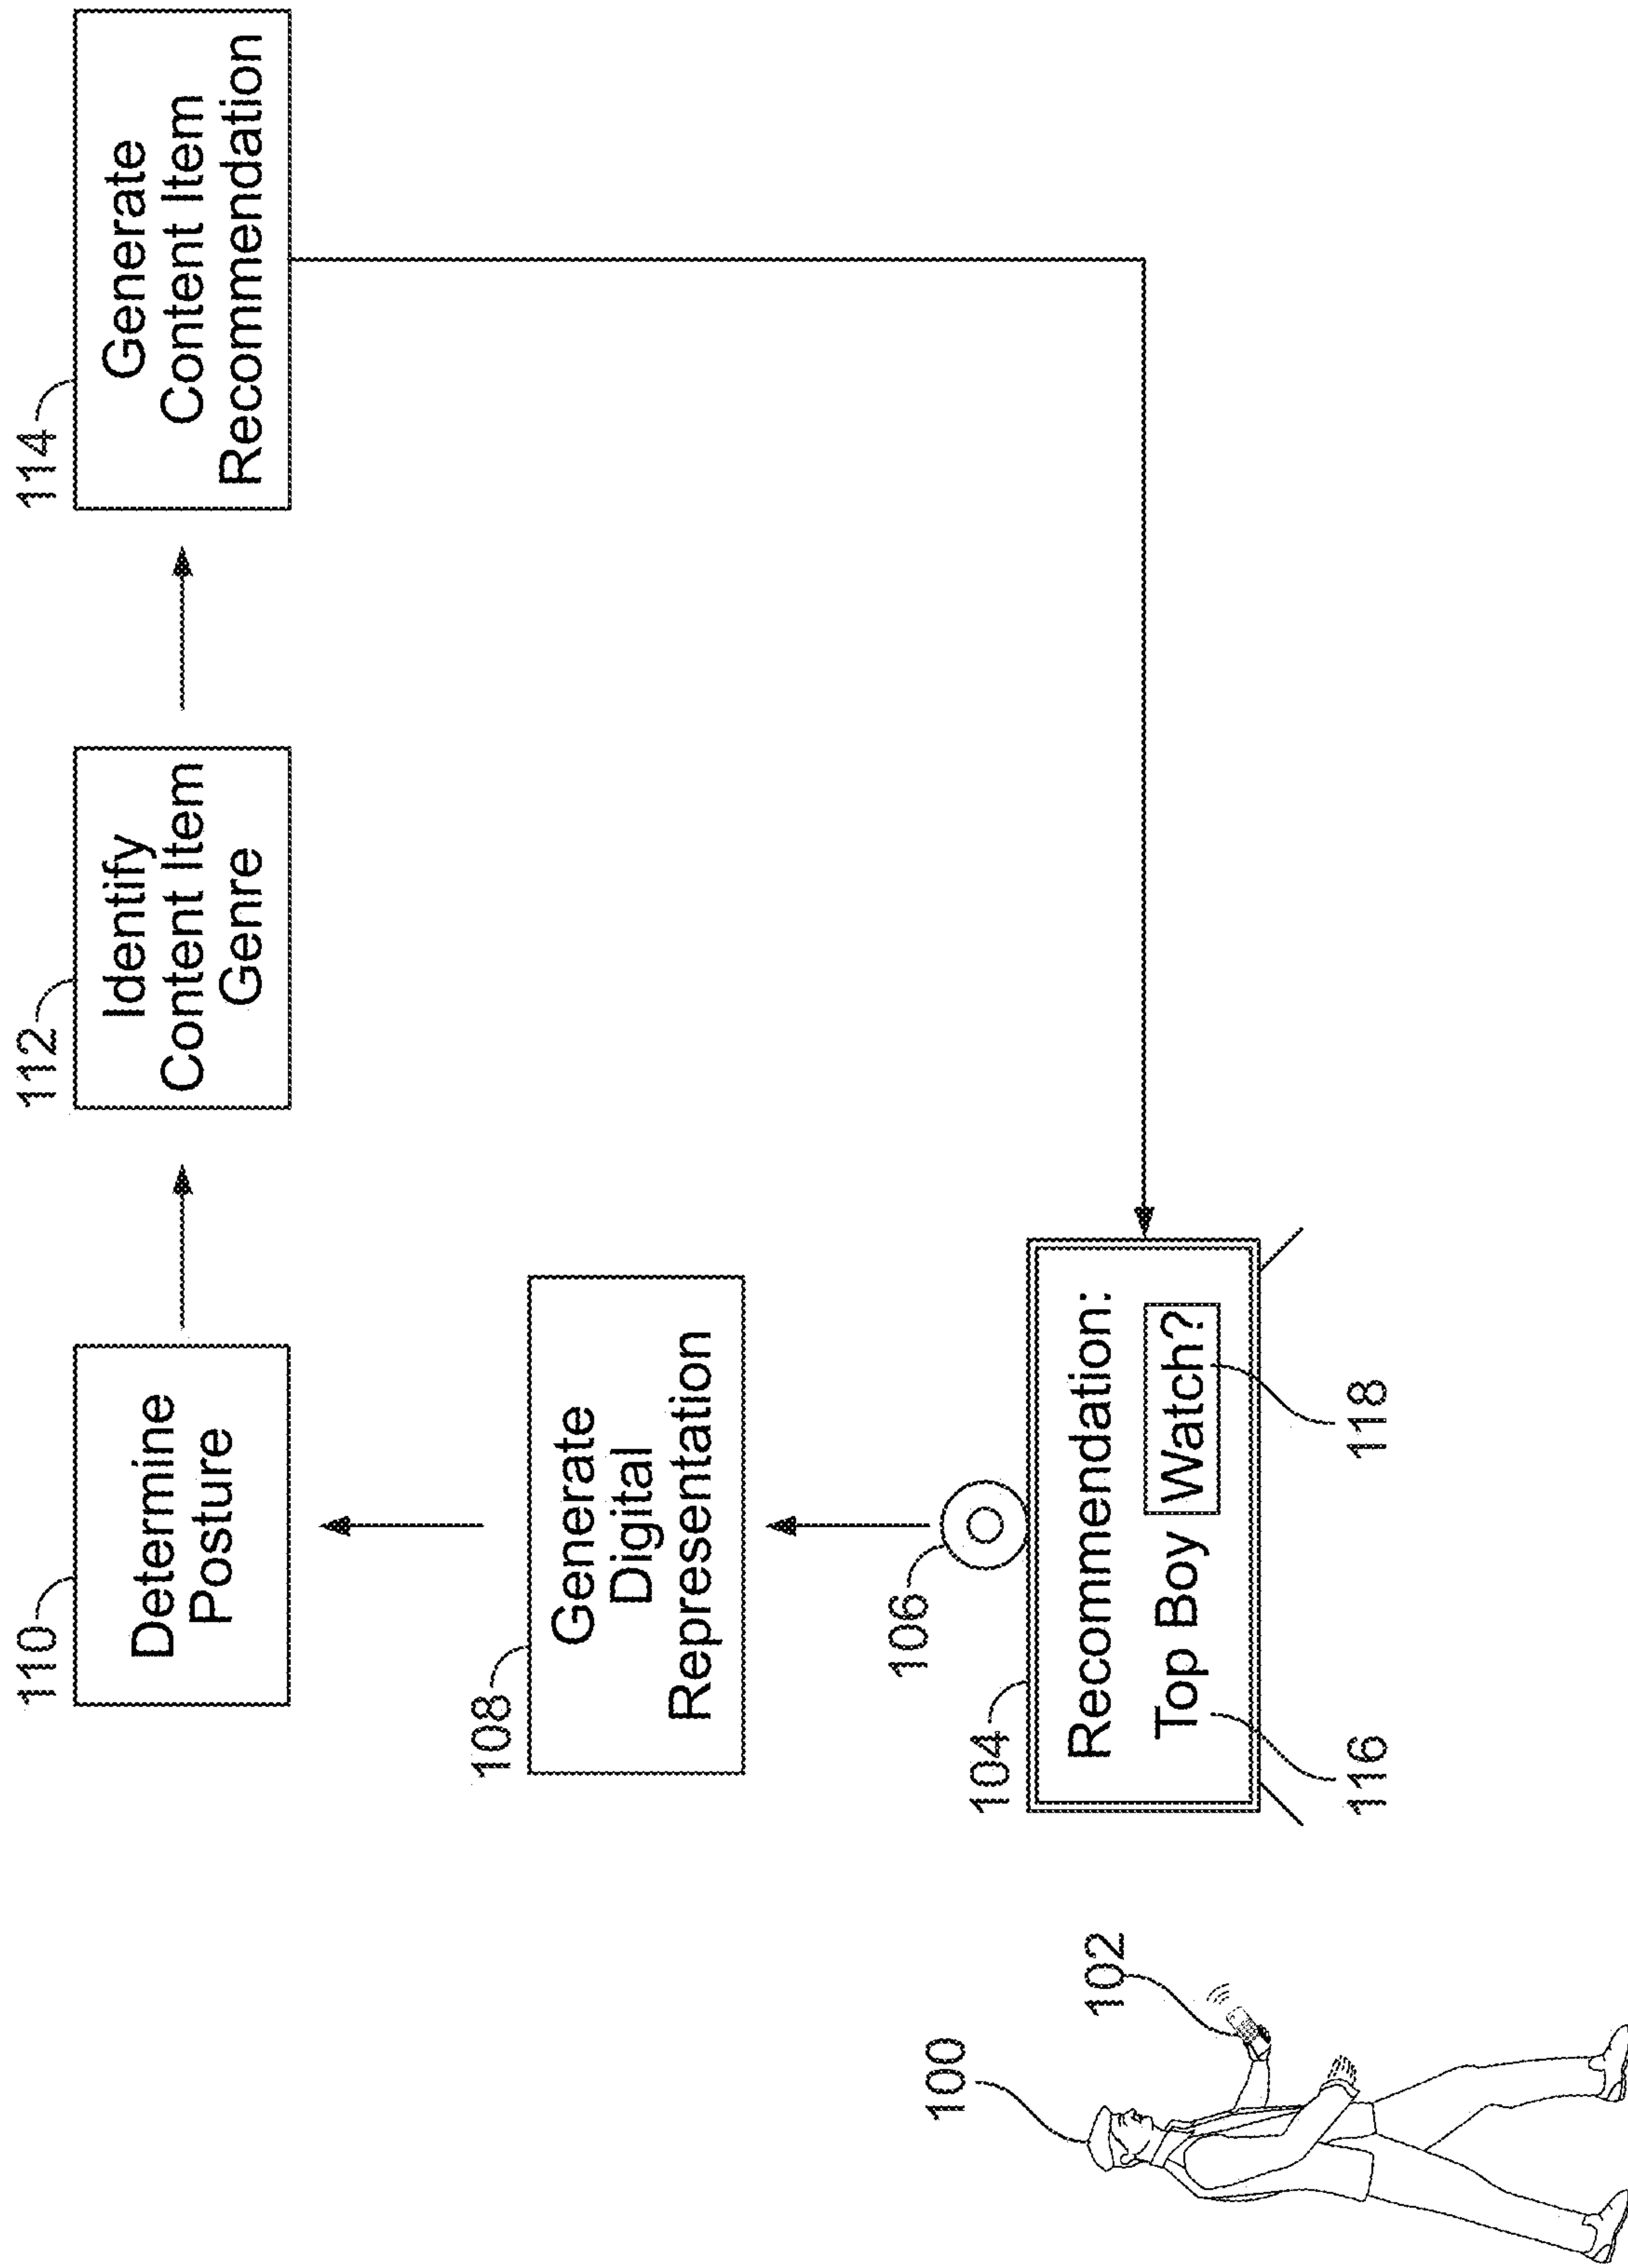 110
Determine
Posture
112
Identify
Content Item
Genre
114
Generate
Content Item
Recommendation
108
Generate
Digital
Representation
106
104
Recommendation:
Top Boy Watch?
116
118
100
102